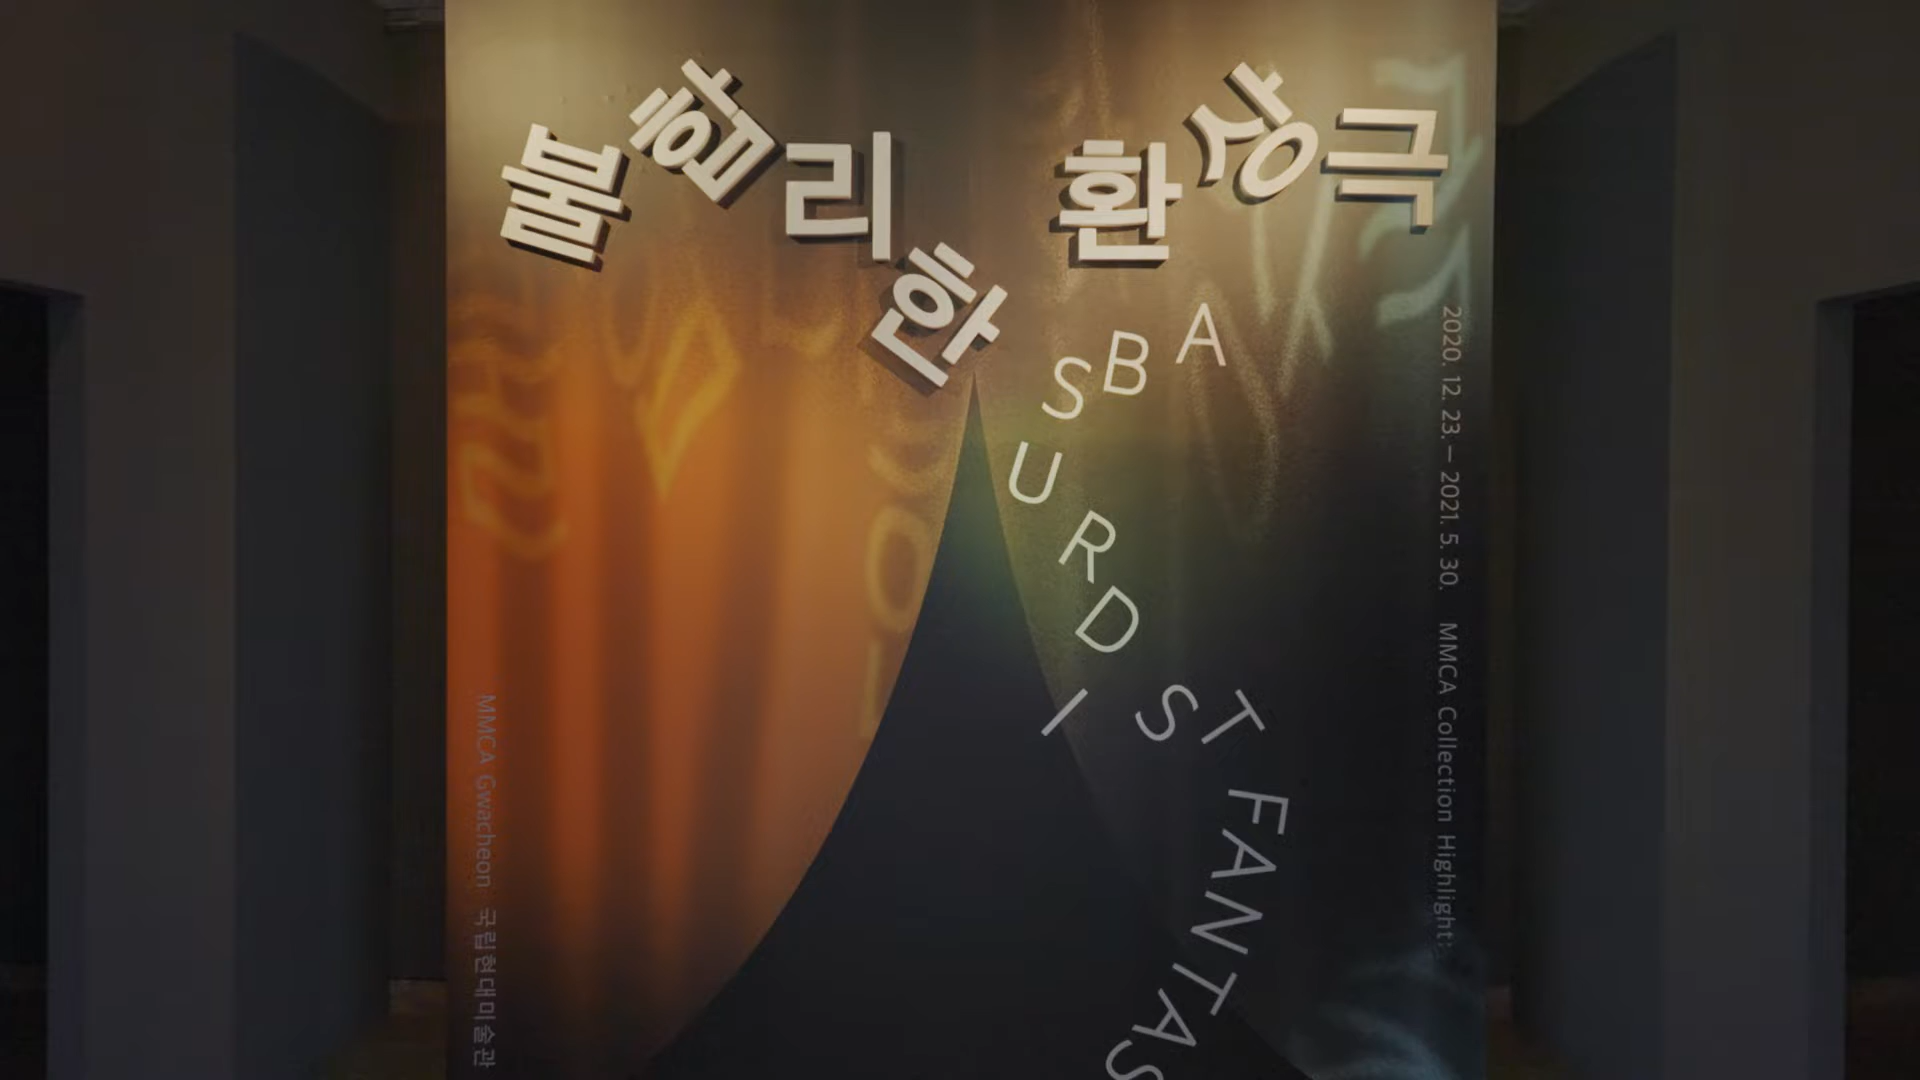 불합리한 환상극
ABSURDIST FANTAS
2020. 12. 23. – 2021. 5. 30. MMCA Collection Highlight:
MMCA Gwacheon 국립현대미술관